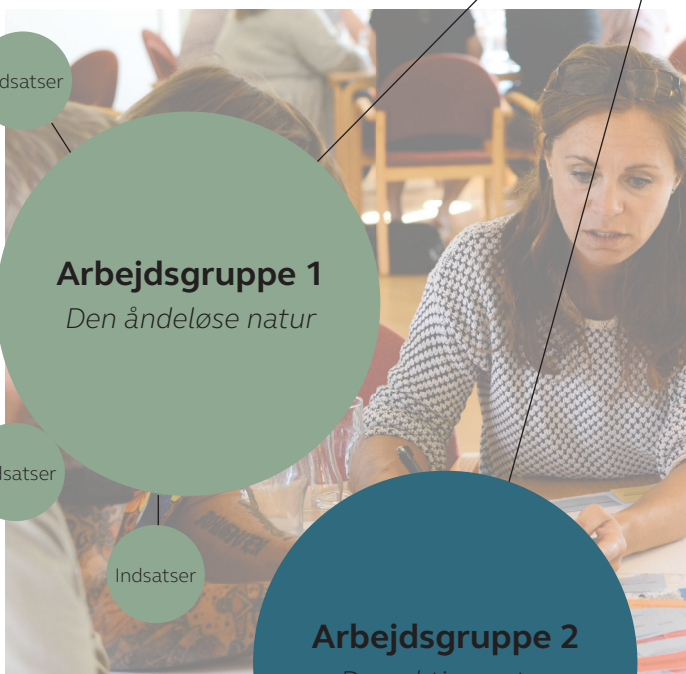 dsatser
Arbejdsgruppe 1
Den åndeløse natur
dsatser
Indsatser
Arbejdsgruppe 2